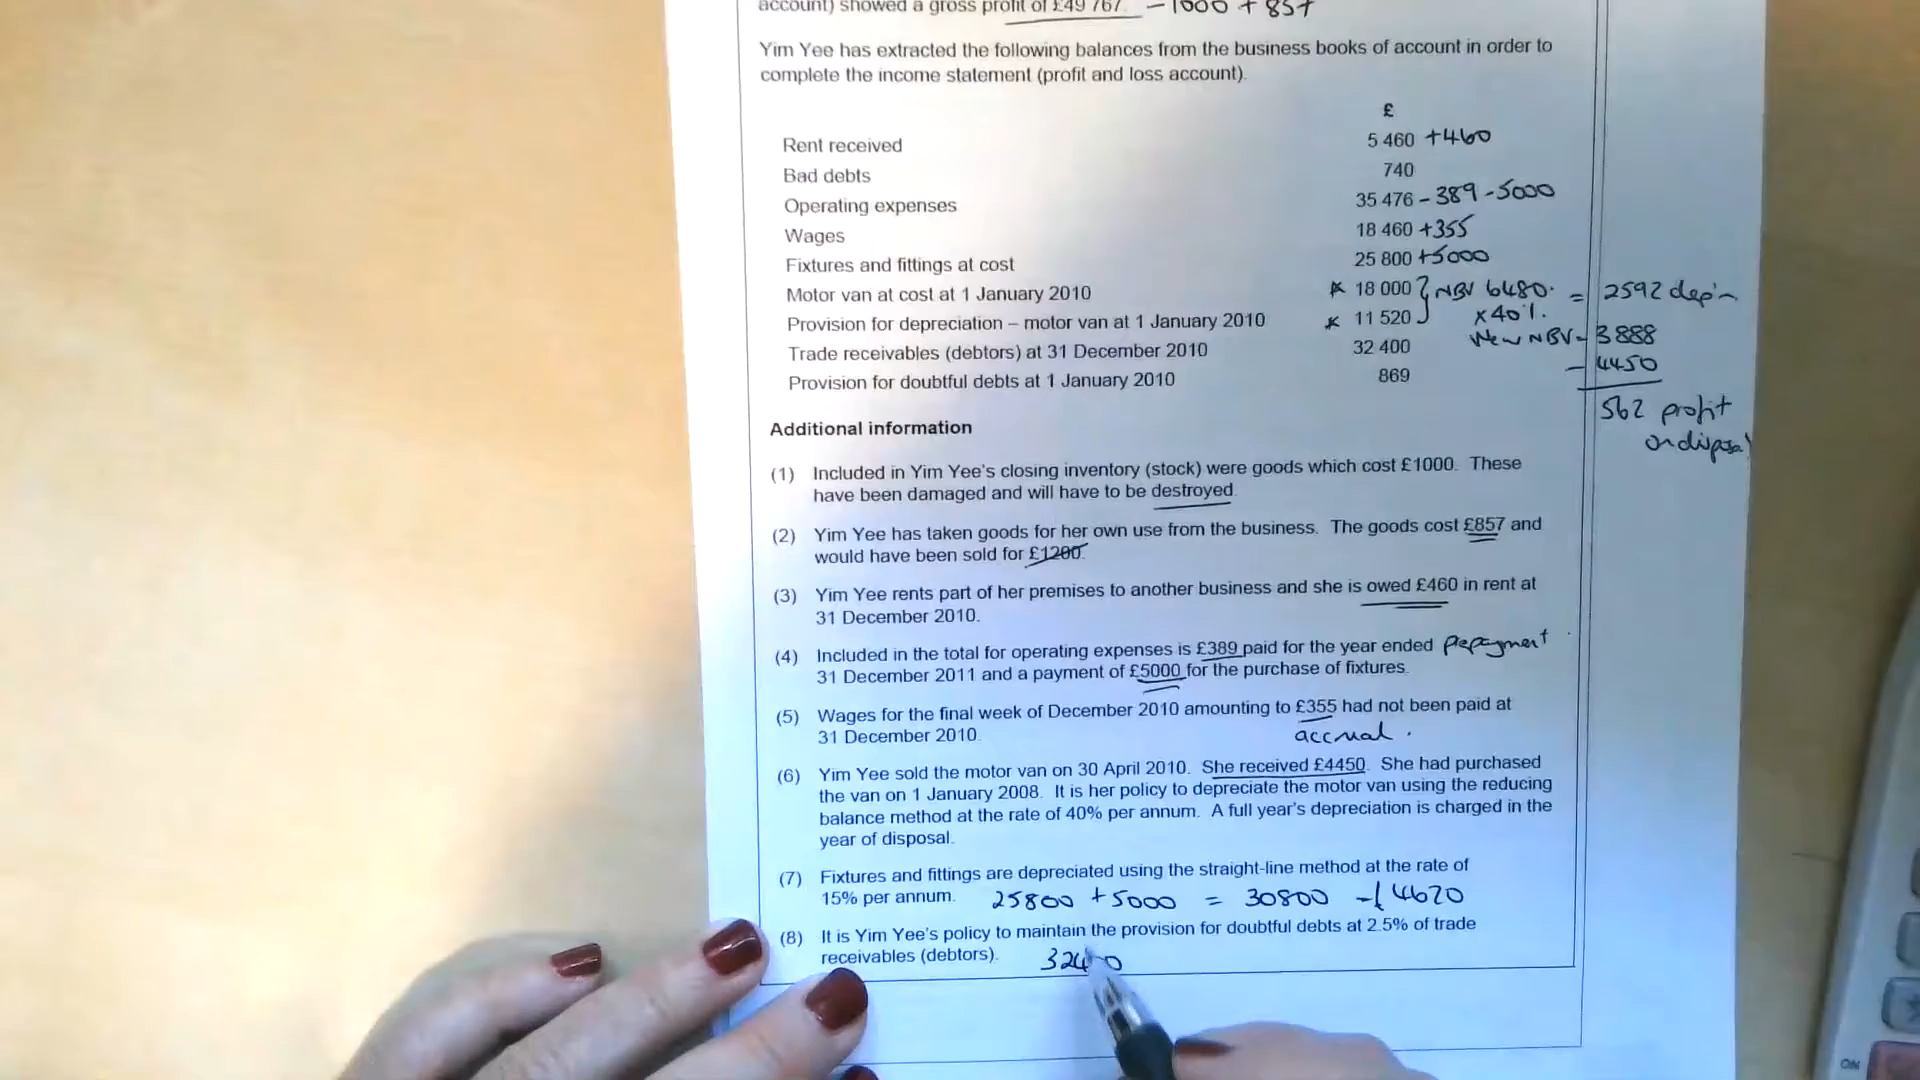 account) showed a gross profit of £49 767. - 1000 + 857
Yim Yee has extracted the following balances from the business books of account in order to
complete the income statement (profit and loss account).
£
Rent received 5 460 +460
Bad debts 740
Operating expenses 35 476 - 389 - 5000
Wages 18 460 +355
Fixtures and fittings at cost 25 800 +5000
Motor van at cost at 1 January 2010 * 18 000 } NBV 6480. = 2592 dep'n
Provision for depreciation – motor van at 1 January 2010 * 11 520 x 40%.
New NBV - 3888
Trade receivables (debtors) at 31 December 2010 32 400
- 4450
Provision for doubtful debts at 1 January 2010 869
562 profit
on disposal
Additional information
(1) Included in Yim Yee's closing inventory (stock) were goods which cost £1000. These
have been damaged and will have to be destroyed.
(2) Yim Yee has taken goods for her own use from the business. The goods cost £857 and
would have been sold for £1200.
(3) Yim Yee rents part of her premises to another business and she is owed £460 in rent at
31 December 2010.
(4) Included in the total for operating expenses is £389 paid for the year ended prepayment
31 December 2011 and a payment of £5000 for the purchase of fixtures.
(5) Wages for the final week of December 2010 amounting to £355 had not been paid at
31 December 2010. accrual.
(6) Yim Yee sold the motor van on 30 April 2010. She received £4450. She had purchased
the van on 1 January 2008. It is her policy to depreciate the motor van using the reducing
balance method at the rate of 40% per annum. A full year's depreciation is charged in the
year of disposal.
(7) Fixtures and fittings are depreciated using the straight-line method at the rate of
15% per annum. 25800 + 5000 = 30800 - (4620
(8) It is Yim Yee's policy to maintain the provision for doubtful debts at 2.5% of trade
receivables (debtors). 32400
ON